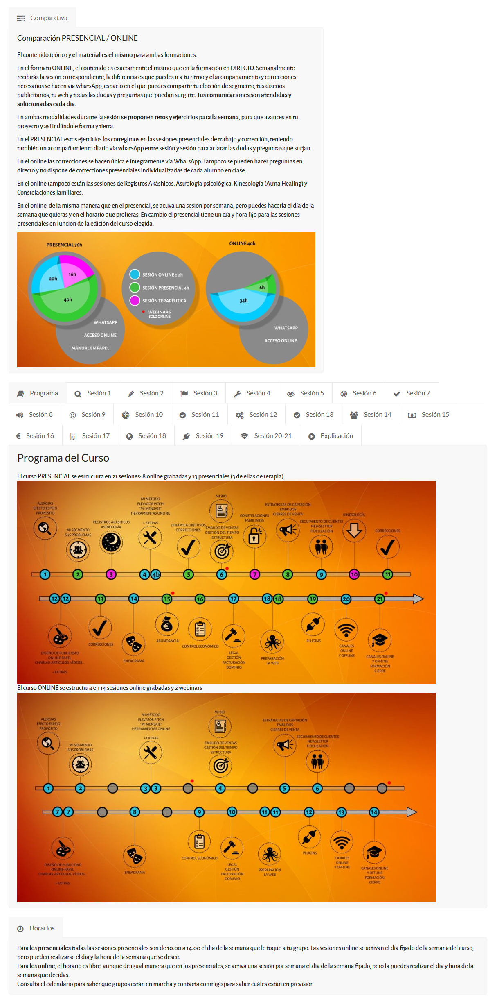 Comparativa
Comparación PRESENCIAL / ONLINE
El contenido teórico y el material es el mismo para ambas formaciones.
En el formato ONLINE, el contenido es exactamente el mismo que en la formación en DIRECTO. Semanalmente
recibirás la sesión correspondiente, la diferencia es que puedes ir a tu ritmo y el acompañamiento y correcciones
necesarios se hacen vía whatsApp, espacio en el que puedes compartir tu elección de segmento, tus diseños
publicitarios, tu web y todas las dudas y preguntas que puedan surgirte. Tus comunicaciones son atendidas y
solucionadas cada día.
En ambas modalidades durante la sesión se proponen retos y ejercicios para la semana, para que avances en tu
proyecto y así ir dándole forma y tierra.
En el PRESENCIAL estos ejercicios los corregimos en las sesiones presenciales de trabajo y corrección, teniendo
también un acompañamiento diario vía whatsApp entre sesión y sesión para aclarar las dudas y preguntas que surjan.
En el online las correcciones se hacen única e íntegramente vía WhatsApp. Tampoco se pueden hacer preguntas en
directo y no dispone de correcciones presenciales individualizadas de cada alumno en clase.
En el online tampoco están las sesiones de Registros Akáshicos, Astrología psicológica, Kinesología (Atma Healing) y
Constelaciones familiares.
En el online, de la misma manera que en el presencial, se activa una sesión por semana, pero puedes hacerla el día de la
semana que quieras y en el horario que prefieras. En cambio el presencial tiene un día y hora fijo para las sesiones
presenciales en función de la edición del curso elegida.
PRESENCIAL 76h
20h
16h
40h
WHATSAPP
ACCESO ONLINE
MANUAL EN PAPEL
SESIÓN ONLINE ± 2h
SESIÓN PRESENCIAL 4h
SESIÓN TERAPÉUTICA
WEBINARS
SOLO ONLINE
ONLINE 40h
6h
34h
WHATSAPP
ACCESO ONLINE
Programa Sesión 1 Sesión 2 Sesión 3 Sesión 4 Sesión 5 Sesión 6 Sesión 7
Sesión 8 Sesión 9 Sesión 10 Sesión 11 Sesión 12 Sesión 13 Sesión 14 Sesión 15
Sesión 16 Sesión 17 Sesión 18 Sesión 19 Sesión 20-21 Explicación
Programa del Curso
El curso PRESENCIAL se estructura en 21 sesiones: 8 online grabadas y 13 presenciales (3 de ellas de terapia)
ALERGIAS
EFECTO ESPEJO
PROPÓSITO
MI SEGMENTO
SUS PROBLEMAS
REGISTROS AKÁSHICOS
ASTROLOGÍA
MI MÉTODO
ELEVATOR PITCH
"MI MENSAJE"
HERRAMIENTAS ONLINE
+ EXTRAS
DINÁMICA OBJETIVOS
CORRECCIONES
MI BIO
EMBUDO DE VENTAS
GESTIÓN DEL TIEMPO
ESTRUCTURA
CONSTELACIONES
FAMILIARES
ESTRATEGIAS DE CAPTACIÓN
EMBUDOS
CIERRES DE VENTA
SEGUIMIENTO DE CLIENTES
NEWSLETTER
FIDELIZACIÓN
KINESOLOGÍA
CORRECCIONES
1 2 3 4 4b 5 6 7 8 9 10 11
12 12 13 14 15 16 17 18 18 19 20 21
DISEÑO DE PUBLICIDAD
ONLINE-PAPEL
CHARLAS, ARTÍCULOS, VÍDEOS...
+ EXTRAS
CORRECCIONES
ENEAGRAMA
€
ABUNDANCIA
CONTROL ECONÓMICO
LEGAL
GESTIÓN
FACTURACIÓN
DOMINIO
PREPARACIÓN
LA WEB
PLUGINS
CANALES
ONLINE
Y OFFLINE
CANALES ONLINE
Y OFFLINE
FORMACIÓN
CIERRE
El curso ONLINE se estructura en 14 sesiones online grabadas y 2 webinars
ALERGIAS
EFECTO ESPEJO
PROPÓSITO
MI SEGMENTO
SUS PROBLEMAS
MI MÉTODO
ELEVATOR PITCH
"MI MENSAJE"
HERRAMIENTAS ONLINE
+ EXTRAS
MI BIO
EMBUDO DE VENTAS
GESTIÓN DEL TIEMPO
ESTRUCTURA
ESTRATEGIAS DE CAPTACIÓN
EMBUDOS
CIERRES DE VENTA
SEGUIMIENTO DE CLIENTES
NEWSLETTER
FIDELIZACIÓN
1 2 3 3 4 5 6
7 7 8 9 10 11 11 12 13 14
DISEÑO DE PUBLICIDAD
ONLINE-PAPEL
CHARLAS, ARTÍCULOS, VÍDEOS...
+ EXTRAS
ENEAGRAMA
CONTROL ECONÓMICO
LEGAL
GESTIÓN
FACTURACIÓN
DOMINIO
PREPARACIÓN
LA WEB
PLUGINS
CANALES
ONLINE
Y OFFLINE
CANALES ONLINE
Y OFFLINE
FORMACIÓN
CIERRE
Horarios
Para los presenciales todas las sesiones presenciales son de 10:00 a 14:00 el día de la semana que le toque a tu grupo. Las sesiones online se activan el día fijado de la semana del curso,
pero pueden realizarse el día y la hora de la semana que se desee.
Para los online, el horario es libre, aunque de igual manera que en los presenciales, se activa una sesión por semana el día de la semana fijado, pero la puedes realizar el día y hora de la
semana que decidas.
Consulta el calendario para saber que grupos están en marcha y contacta conmigo para saber cuáles están en previsión